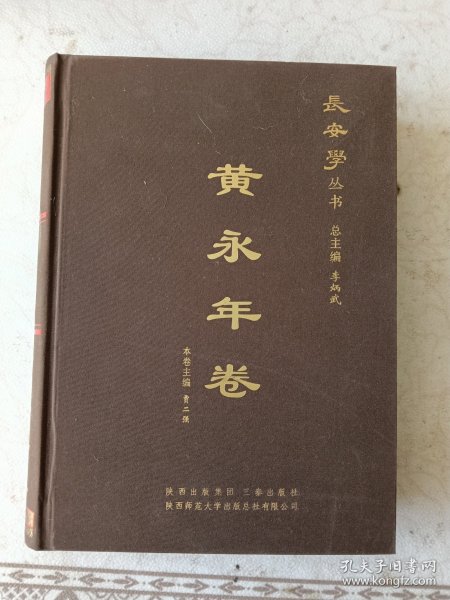 長安學丛书
总主编 李炳武
黄永年卷
本卷主编 贾二强
陕西出版集团 三秦出版社
陕西师范大学出版总社有限公司
孔夫子旧书网
www.kongfz.com